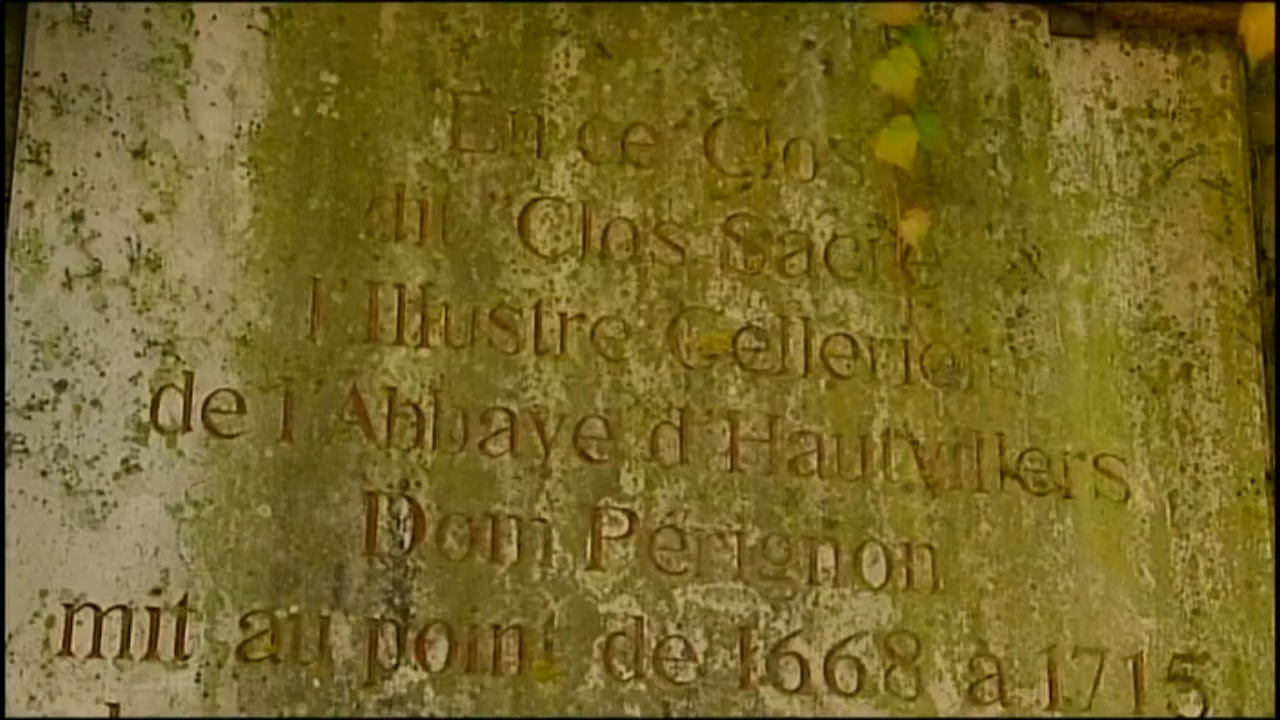 En ce Clos
dit "Clos Sacré
l'Illustre Cellerier
de l'Abbaye d'Hautvillers
Dom Pérignon
mit au point de 1668 à 1715